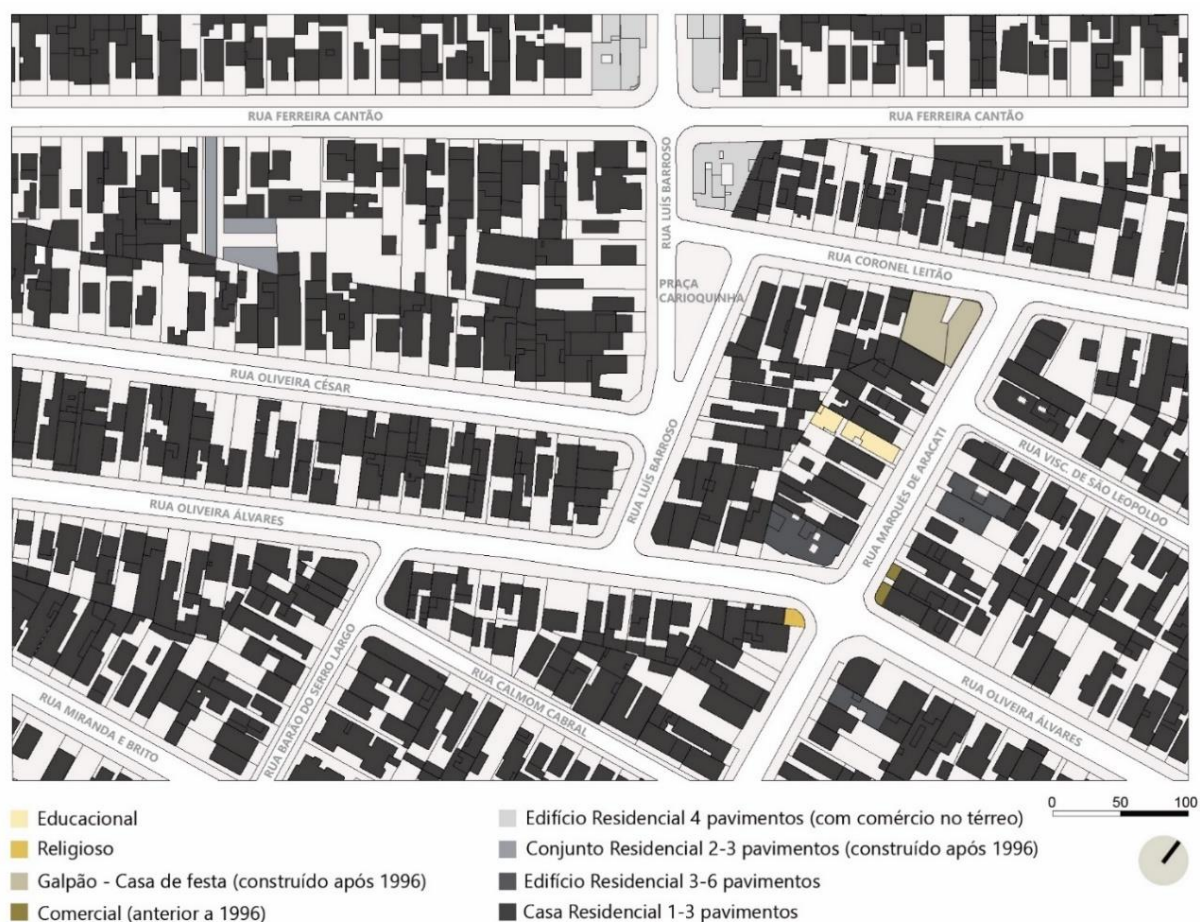 RUA FERREIRA CANTÃO
RUA FERREIRA CANTÃO
RUA LUÍS BARROSO
RUA CORONEL LEITÃO
PRAÇA
CARIOQUINHA
RUA OLIVEIRA CÉSAR
RUA LUÍS BARROSO
RUA MARQUÊS DE ARACATI
RUA VISC. DE SÃO LEOPOLDO
RUA OLIVEIRA ÁLVARES
RUA BARÃO DO SERRO LARGO
RUA CALMOM CABRAL
RUA OLIVEIRA ÁLVARES
RUA MIRANDA E BRITO
Educacional
Religioso
Galpão - Casa de festa (construído após 1996)
Comercial (anterior a 1996)
Edifício Residencial 4 pavimentos (com comércio no térreo)
Conjunto Residencial 2-3 pavimentos (construído após 1996)
Edifício Residencial 3-6 pavimentos
Casa Residencial 1-3 pavimentos
0 50 100